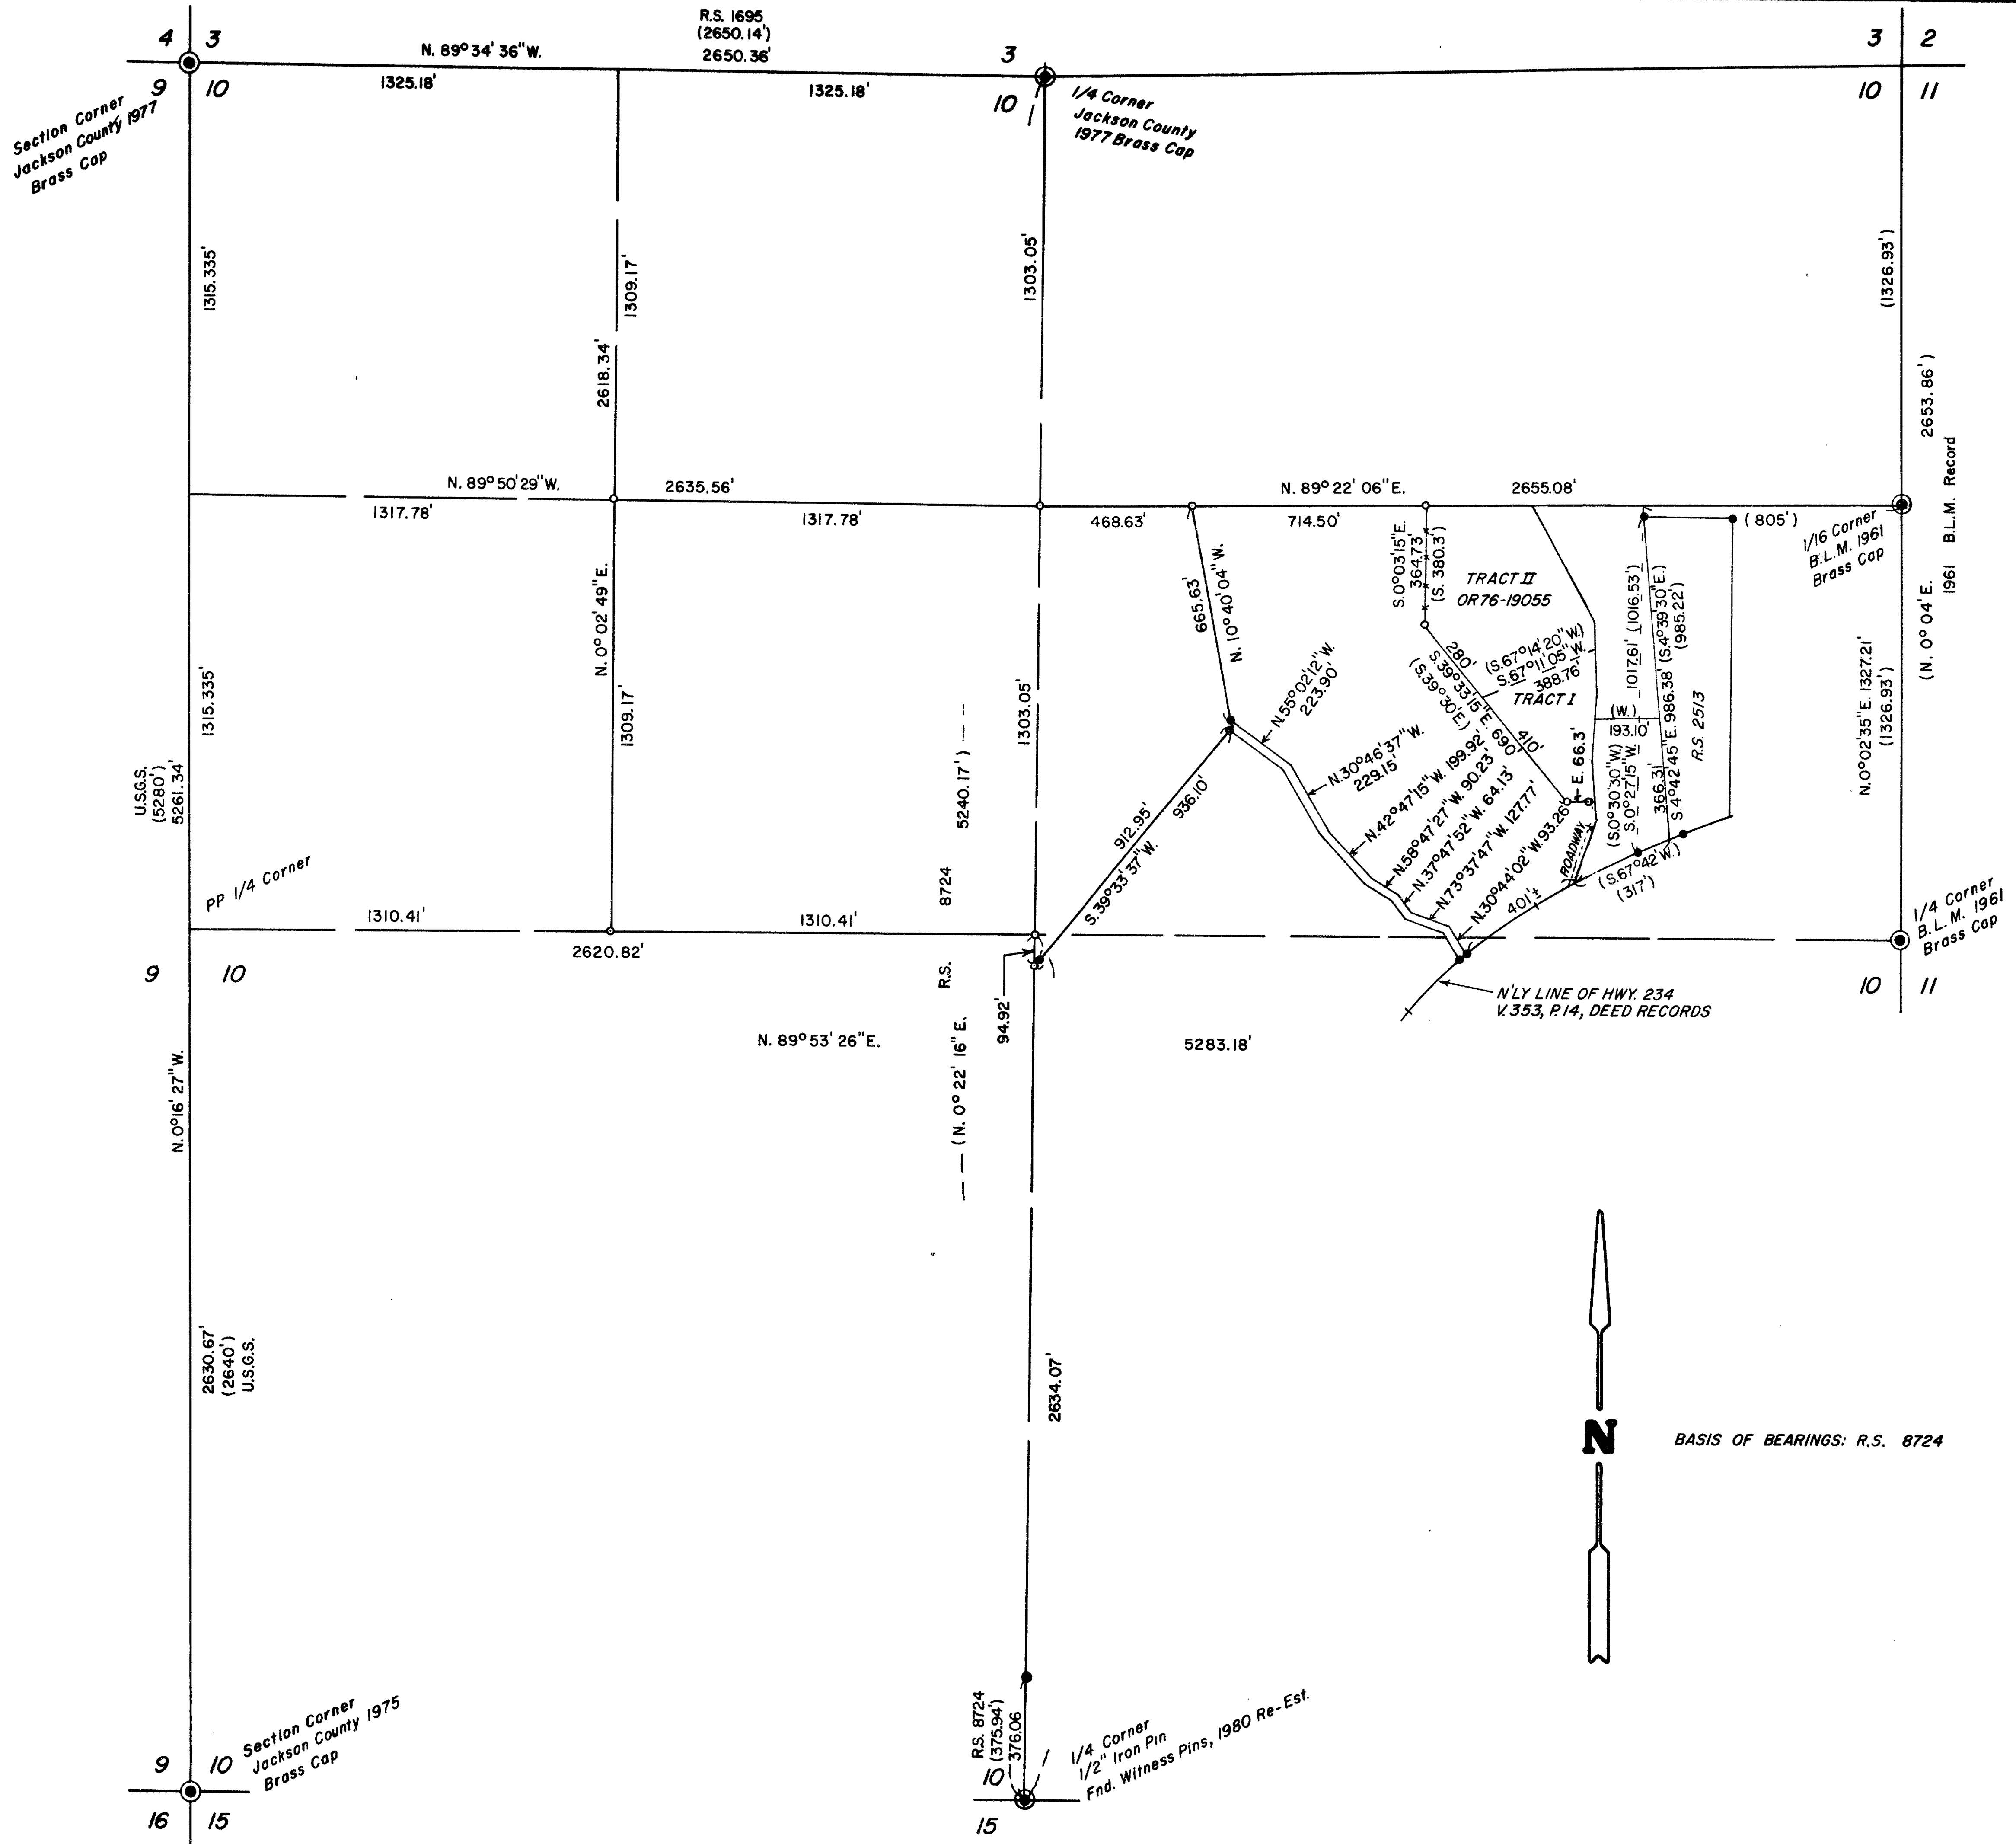 R.S. 1695
(2650.14')
N. 89° 34' 36" W.
2650.36'
4
3
3
3
2
9
10
1325.18'
1325.18'
10
10
11
Section Corner
Jackson County 1977
Brass Cap
1/4 Corner
Jackson County
1977 Brass Cap
1315.335'
1309.17'
2618.34'
1303.05'
(1326.93')
2653.86')
(N. 0° 04' E.
1961 B.L.M. Record
N. 89° 50' 29" W.
2635.56'
N. 89° 22' 06" E.
2655.08'
1317.78'
1317.78'
468.63'
714.50'
(805')
1/16 Corner
B.L.M. 1961
Brass Cap
N. 0° 02' 49" E.
665.63'
N. 10° 40' 04" W.
S. 0° 03' 15" E.
364.73'
(S. 380.3')
TRACT II
OR76-19055
1017.61' (1016.53')
S. 4° 42' 45" E. 986.38' (S. 4° 39' 30" E.)
(985.22')
R.S. 2513
1315.335'
1309.17'
1303.05'
N. 55° 02' 12" W.
223.90'
280'
(S. 67° 14' 20" W.)
S. 67° 11' 05" W.
388.76'
TRACT I
S. 39° 33' 15" E. 690'
(S. 39° 30' E.)
410'
(W.)
193.10'
E. 66.3'
(S. 0° 30' 30" W.)
S. 0° 27' 15" W.
366.31'
N. 0° 02' 35" E. 1327.21'
(1326.93')
U.S.G.S.
(5280')
5261.34'
N. 30° 46' 37" W.
229.15'
N. 42° 47' 15" W. 199.92'
N. 58° 47' 27" W. 90.23'
N. 37° 47' 52" W. 64.13'
N. 73° 37' 47" W. 127.77'
N. 30° 44' 02" W. 93.26'
912.95'
936.10'
S. 39° 33' 37" W.
ROADWAY
(S. 67° 42' W.)
(317')
401'±
PP 1/4 Corner
1310.41'
1310.41'
2620.82'
1/4 Corner
B.L.M. 1961
Brass Cap
9
10
10
11
94.92'
N'LY LINE OF HWY. 234
V. 353, P. 14, DEED RECORDS
N. 89° 53' 26" E.
5283.18'
(N. 0° 22' 16" E. R.S. 8724 5240.17')
N. 0° 16' 27" W.
2630.67'
(2640')
U.S.G.S.
2634.07'
N
BASIS OF BEARINGS: R.S. 8724
R.S. 8724
(375.94')
376.06
9
10
Section Corner
Jackson County 1975
Brass Cap
10
1/4 Corner
1/2" Iron Pin
Fnd. Witness Pins, 1980 Re-Est.
16
15
15